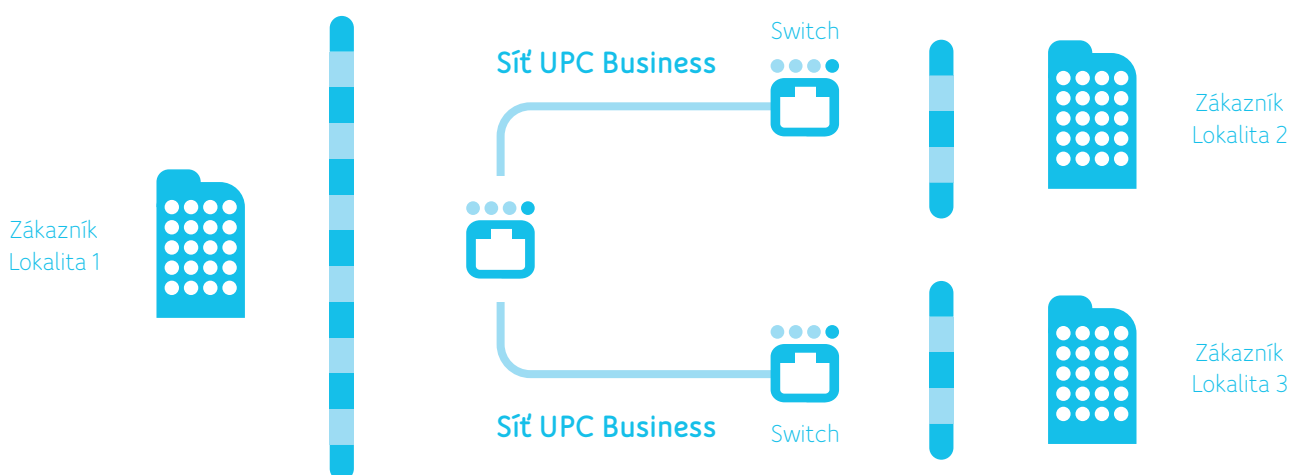 Switch
Síť UPC Business
Zákazník
Lokalita 2
Zákazník
Lokalita 1
Zákazník
Lokalita 3
Síť UPC Business
Switch